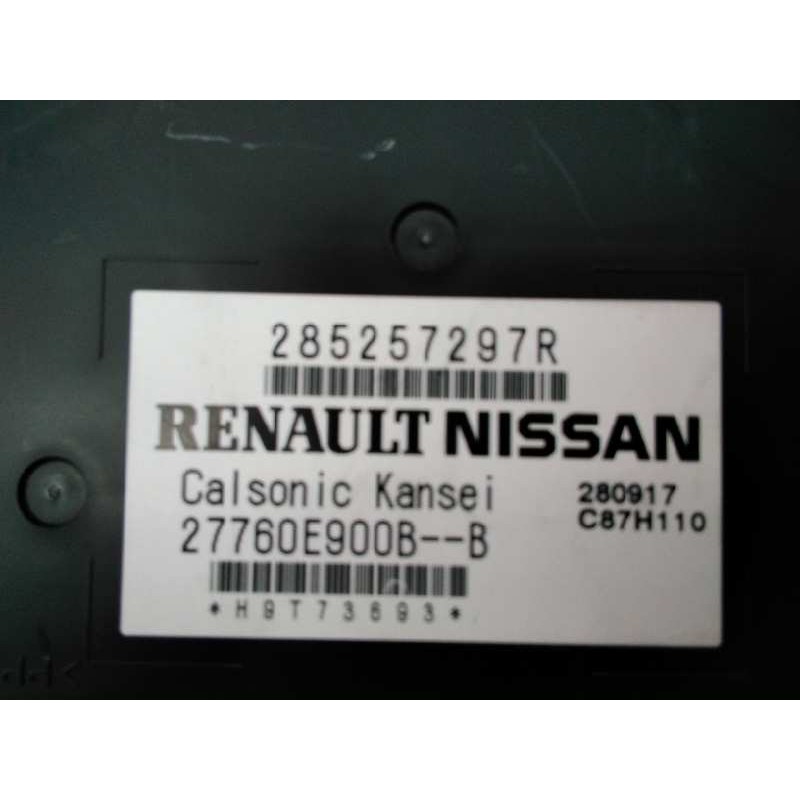 285257297R
RENAULT NISSAN
Calsonic Kansei 280917
27760E900B--B C87H110
*H9T73693*